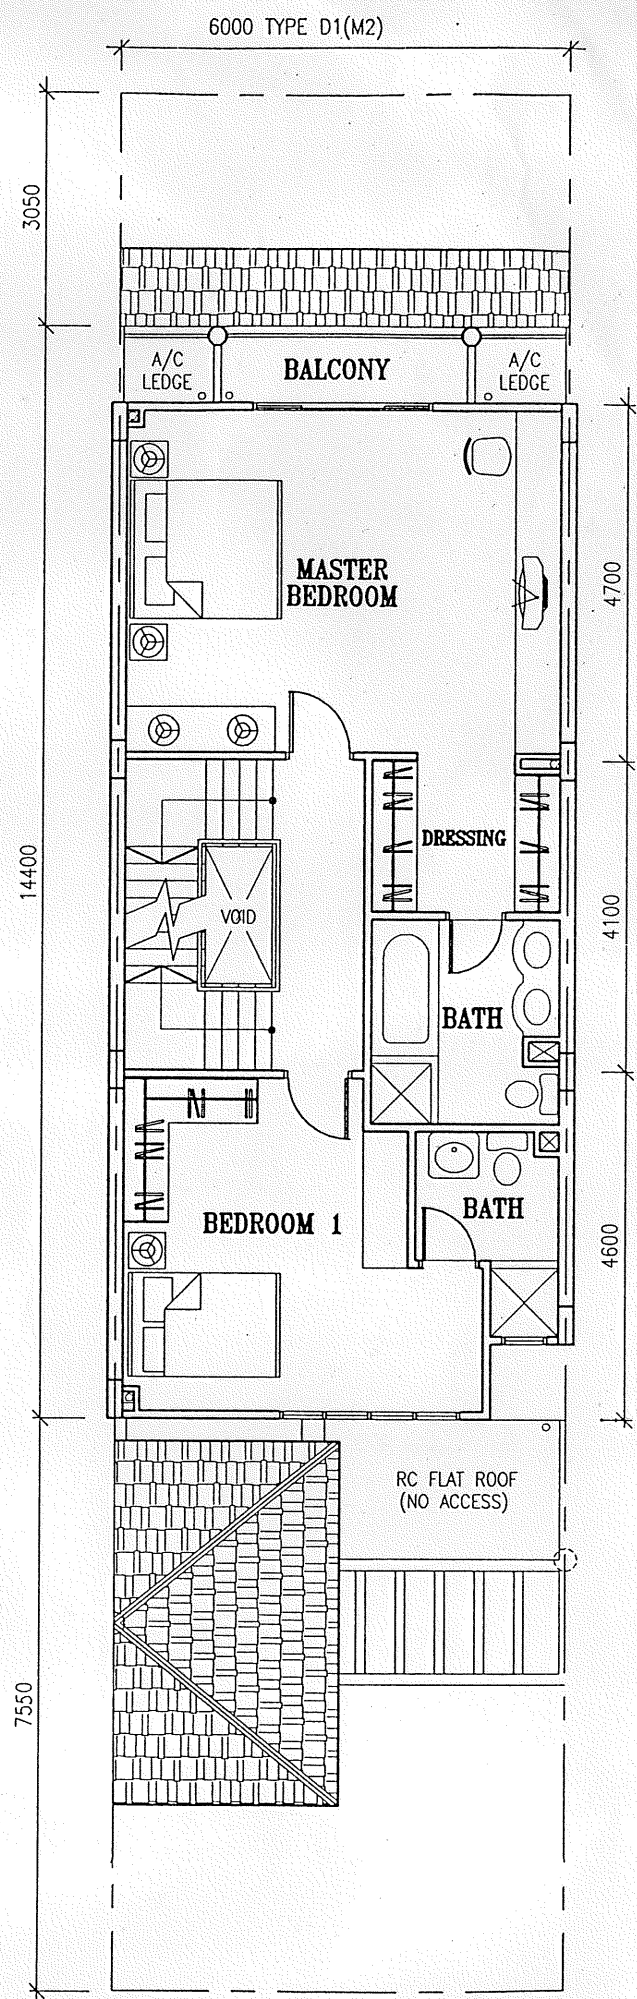 6000 TYPE D1(M2)
3050
A/C
LEDGE
BALCONY
A/C
LEDGE
MASTER
BEDROOM
4700
14400
DRESSING
VOID
4100
BATH
BEDROOM 1
BATH
4600
RC FLAT ROOF
(NO ACCESS)
7550